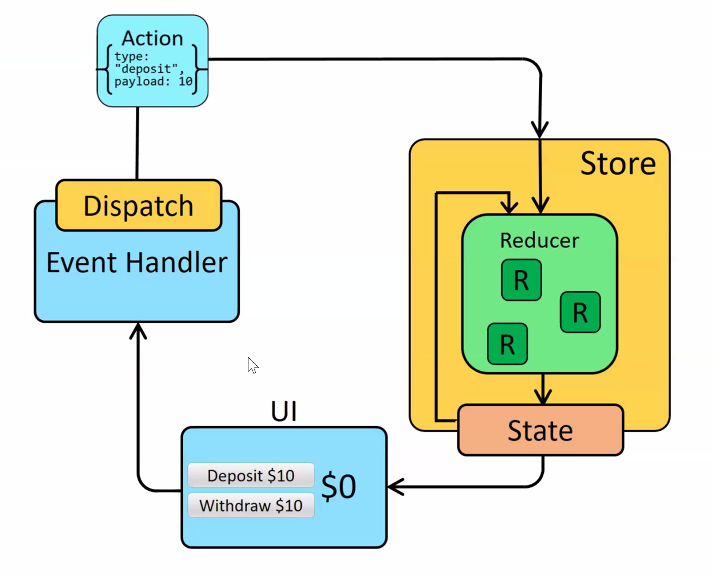 Action
{type:
"deposit",
payload: 10}
Store
Dispatch
Event Handler
Reducer
R
R
R
State
UI
Deposit $10
$0
Withdraw $10